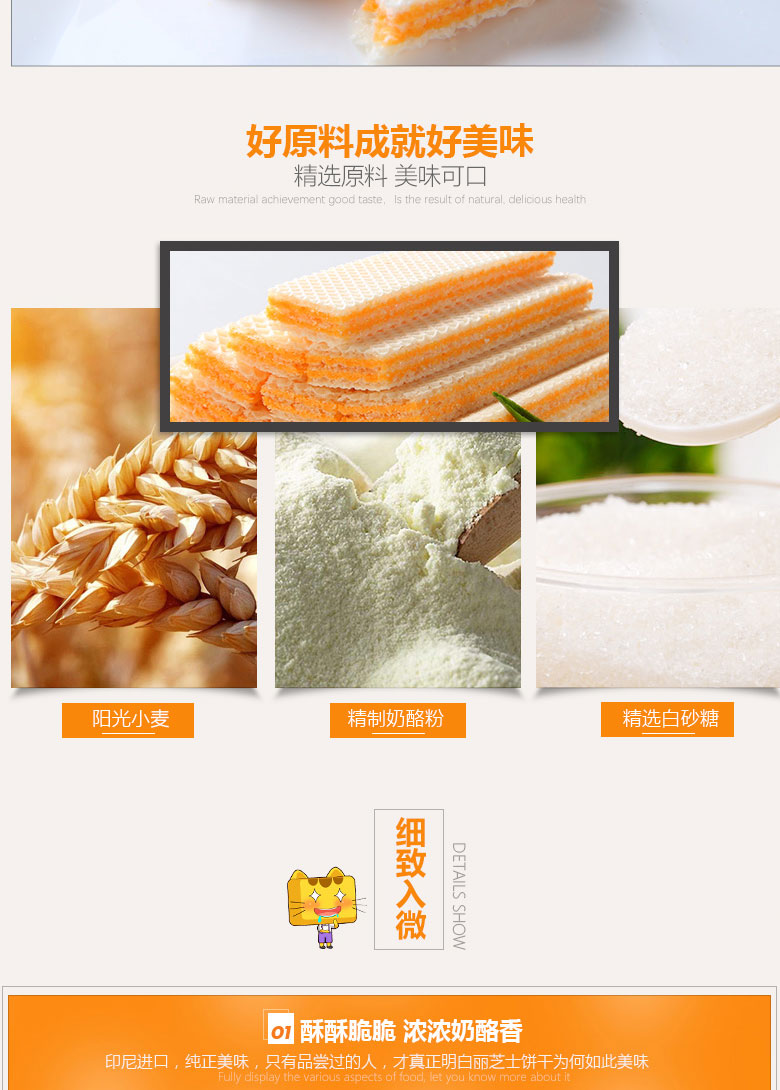 好原料成就好美味
精选原料 美味可口
Raw material achievement good taste, Is the result of natural, delicious health
阳光小麦
精制奶酪粉
精选白砂糖
细致入微
DETAILS SHOW
01 酥酥脆脆 浓浓奶酪香
印尼进口，纯正美味，只有品尝过的人，才真正明白丽芝士饼干为何如此美味
Fully display the various aspects of food, let you know more about it